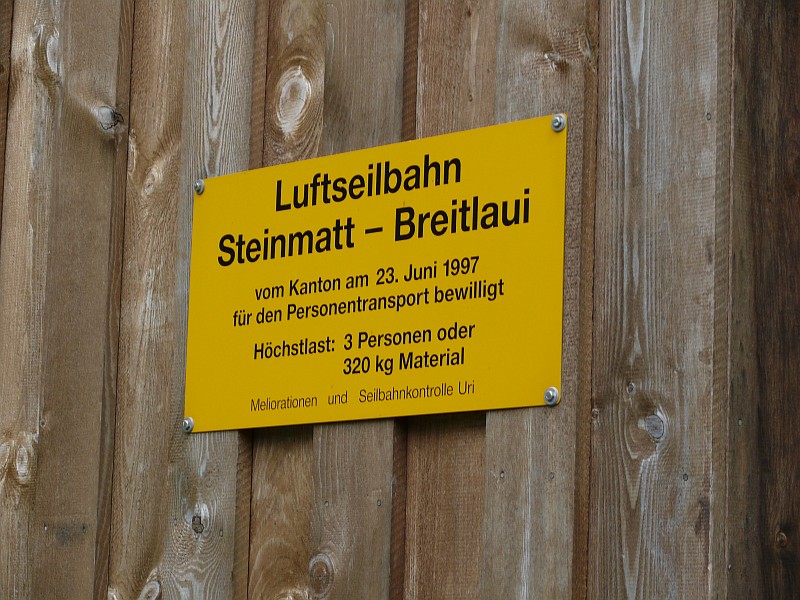 Luftseilbahn
Steinmatt – Breitlaui
vom Kanton am 23. Juni 1997
für den Personentransport bewilligt
Höchstlast: 3 Personen oder
320 kg Material
Meliorationen und Seilbahnkontrolle Uri